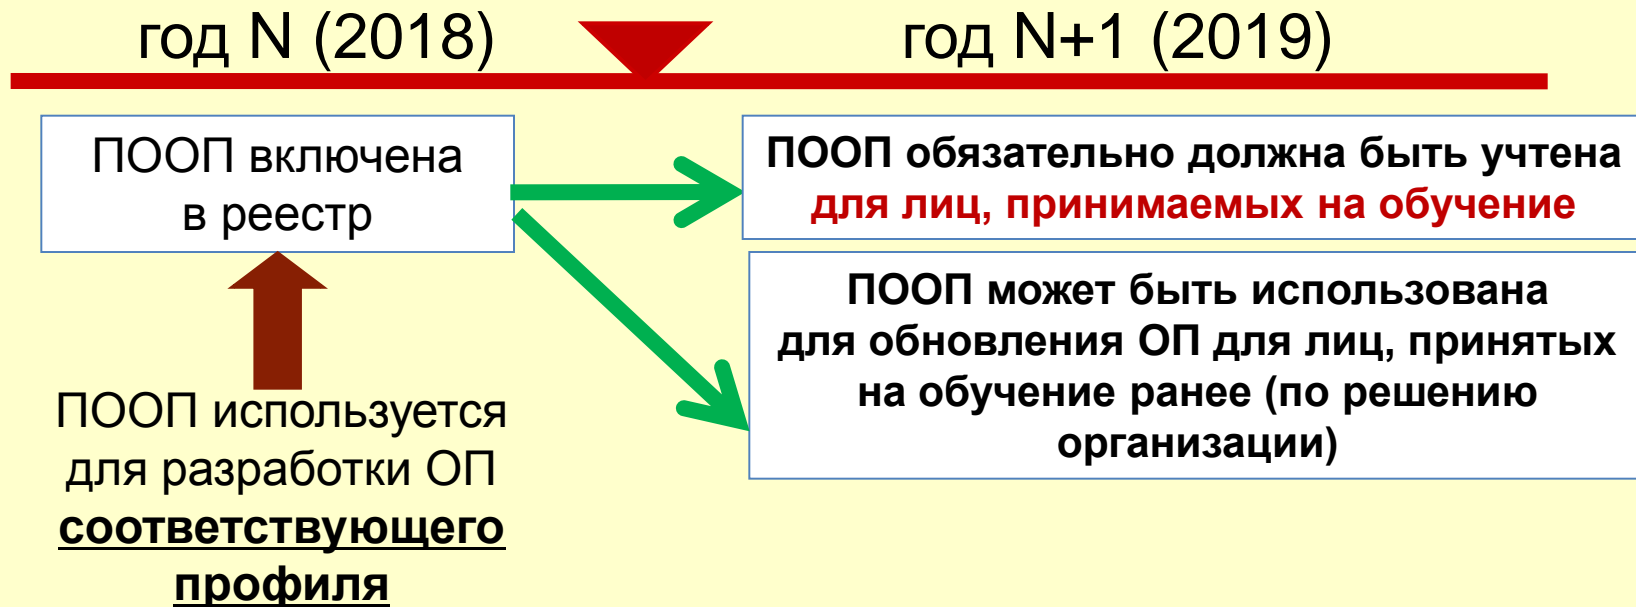 год N (2018)
год N+1 (2019)
ПООП включена
в реестр
ПООП обязательно должна быть учтена
для лиц, принимаемых на обучение
ПООП может быть использована
для обновления ОП для лиц, принятых
на обучение ранее (по решению
организации)
ПООП используется
для разработки ОП
соответствующего
профиля